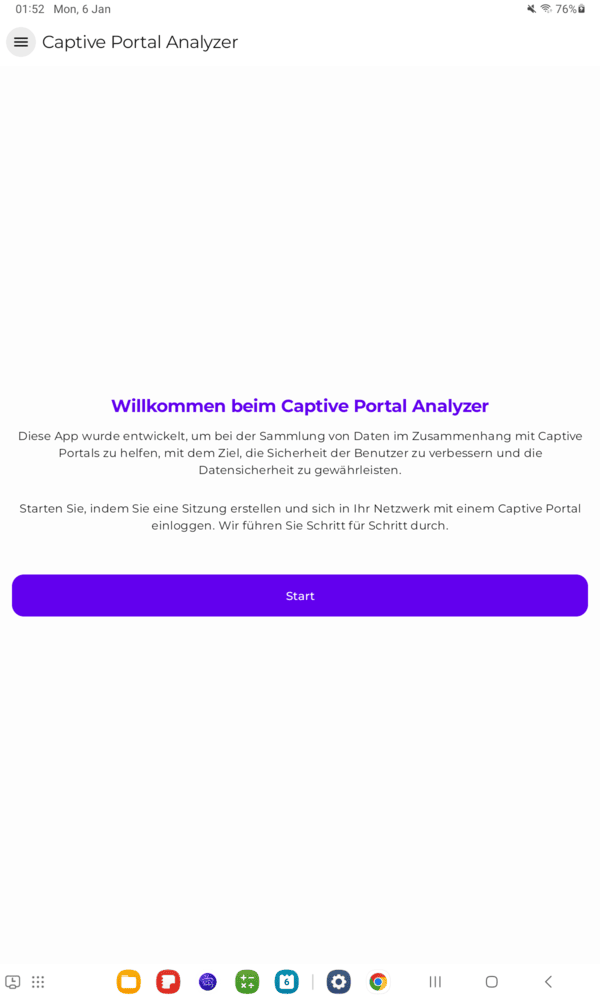 01:52 Mon, 6 Jan 76%
Captive Portal Analyzer
Willkommen beim Captive Portal Analyzer
Diese App wurde entwickelt, um bei der Sammlung von Daten im Zusammenhang mit Captive
Portals zu helfen, mit dem Ziel, die Sicherheit der Benutzer zu verbessern und die
Datensicherheit zu gewährleisten.
Starten Sie, indem Sie eine Sitzung erstellen und sich in Ihr Netzwerk mit einem Captive Portal
einloggen. Wir führen Sie Schritt für Schritt durch.
Start
6